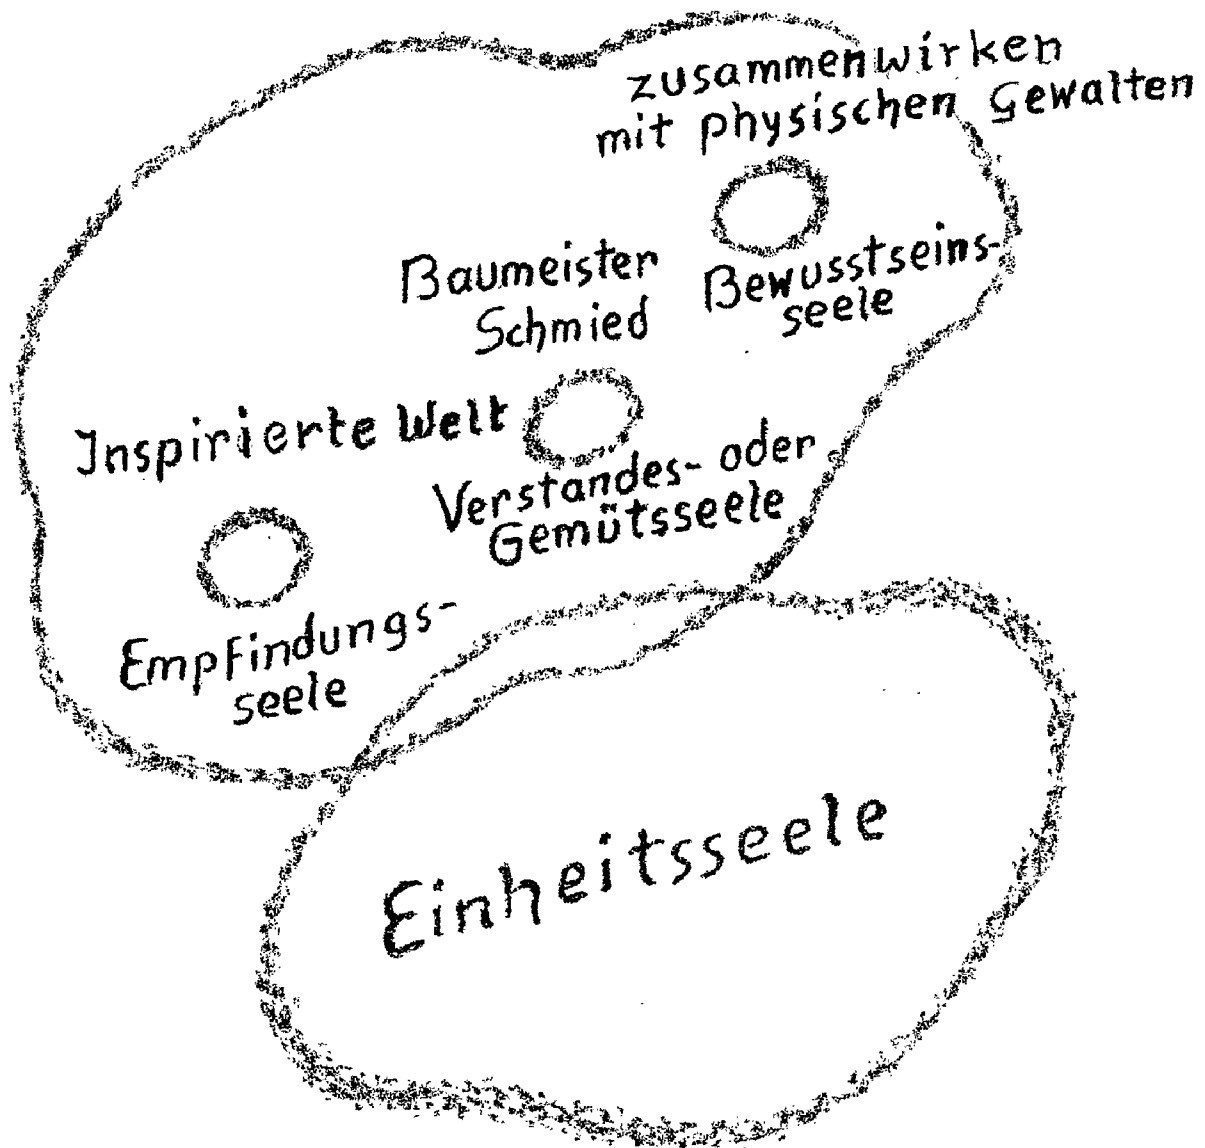 zusammenwirken
mit physischen Gewalten
Baumeister
Schmied
Bewusstseins-
seele
Inspirierte Welt
Verstandes- oder
Gemütsseele
Empfindungs-
seele
Einheitsseele